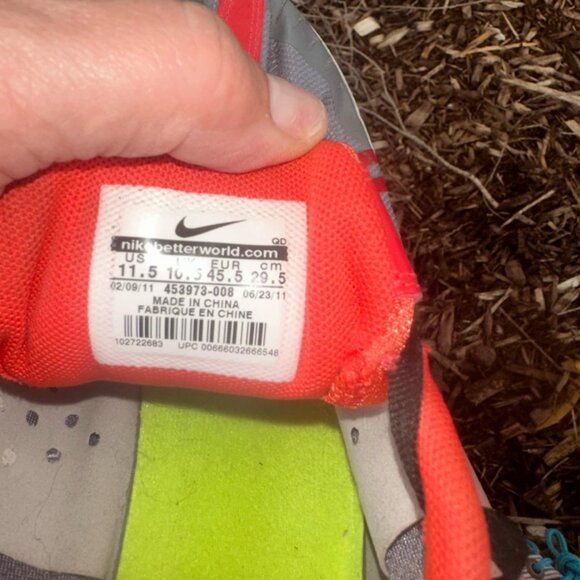 nikebetterworld.com
QD
US UK EUR cm
11.5 10.5 45.5 29.5
02/09/11 453973-008 06/23/11
MADE IN CHINA
FABRIQUE EN CHINE
102722683 UPC 00666032666548